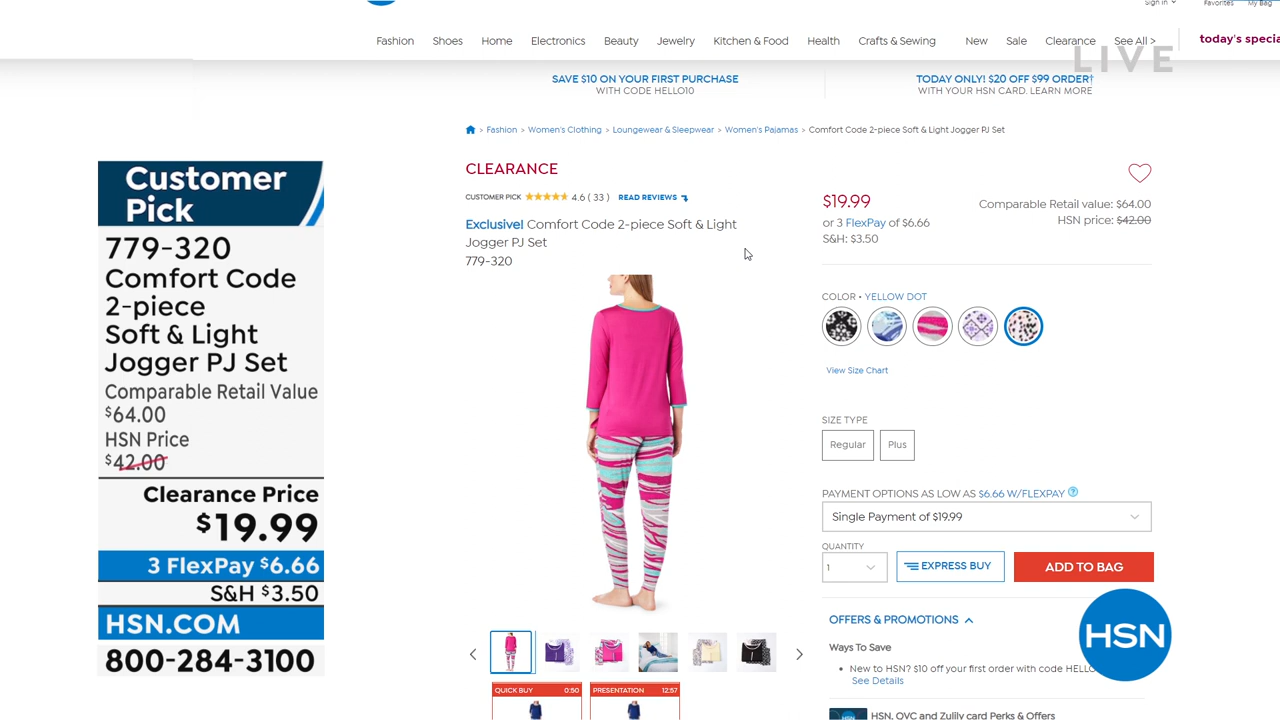 Sign In
Favorites
My Bag
Fashion
Shoes
Home
Electronics
Beauty
Jewelry
Kitchen & Food
Health
Crafts & Sewing
New
Sale
Clearance
See All >
today's specia
LIVE
SAVE $10 ON YOUR FIRST PURCHASE
WITH CODE HELLO10
TODAY ONLY! $20 OFF $99 ORDER†
WITH YOUR HSN CARD. LEARN MORE
> Fashion > Women's Clothing > Loungewear & Sleepwear > Women's Pajamas > Comfort Code 2-piece Soft & Light Jogger PJ Set
Customer
Pick
779-320
Comfort Code
2-piece
Soft & Light
Jogger PJ Set
Comparable Retail Value
$64.00
HSN Price
$42.00
Clearance Price
$19.99
3 FlexPay $6.66
S&H $3.50
HSN.COM
800-284-3100
CLEARANCE
CUSTOMER PICK 4.6 ( 33 ) READ REVIEWS
Exclusive! Comfort Code 2-piece Soft & Light
Jogger PJ Set
779-320
QUICK BUY 0:50
PRESENTATION 12:57
$19.99
or 3 FlexPay of $6.66
S&H: $3.50
Comparable Retail value: $64.00
HSN price: $42.00
COLOR • YELLOW DOT
View Size Chart
SIZE TYPE
Regular
Plus
PAYMENT OPTIONS AS LOW AS $6.66 W/FLEXPAY ?
Single Payment of $19.99
QUANTITY
1
EXPRESS BUY
ADD TO BAG
OFFERS & PROMOTIONS
Ways To Save
• New to HSN? $10 off your first order with code HELLO
See Details
HSN, QVC and Zulily card Perks & Offers
HSN